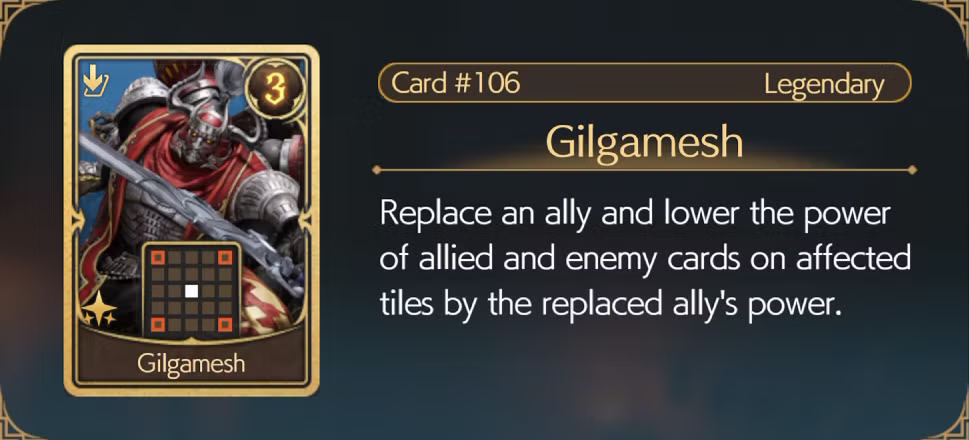 3
Gilgamesh
Card #106
Legendary
Gilgamesh
Replace an ally and lower the power
of allied and enemy cards on affected
tiles by the replaced ally's power.